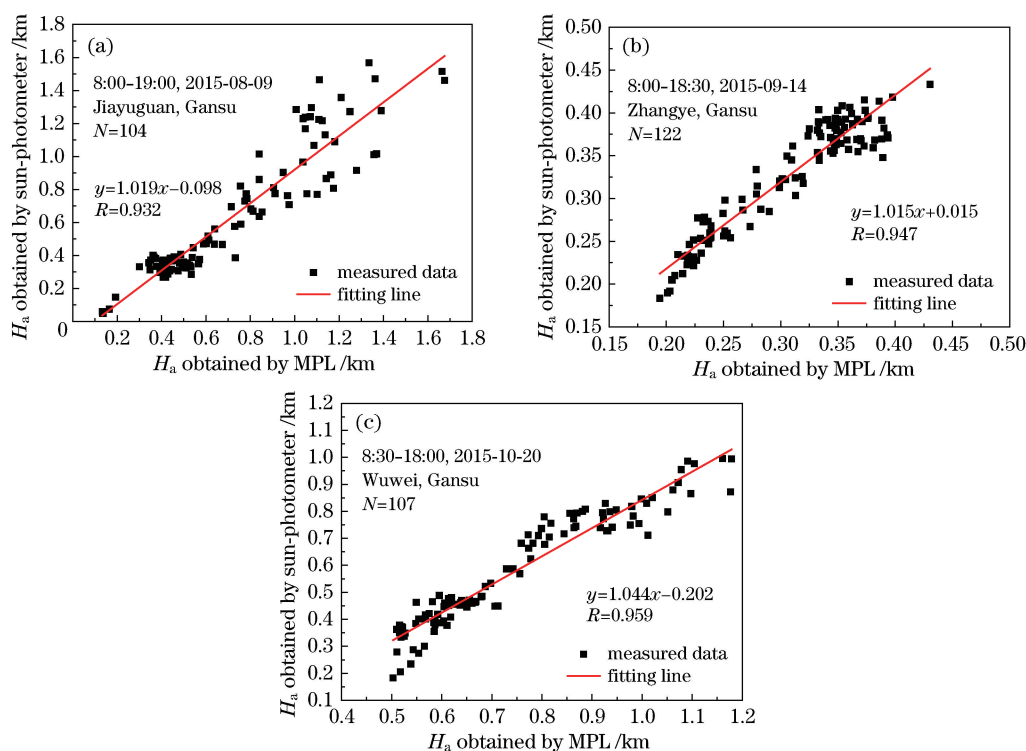 (a)
8:00–19:00, 2015-08-09
Jiayuguan, Gansu
N=104
y=1.019x−0.098
R=0.932
measured data
fitting line
1.8
1.6
1.4
1.2
1.0
0.8
0.6
0.4
0.2
0
0.2 0.4 0.6 0.8 1.0 1.2 1.4 1.6 1.8
Ha obtained by sun-photometer /km
Ha obtained by MPL /km
(b)
8:00–18:30, 2015-09-14
Zhangye, Gansu
N=122
y=1.015x+0.015
R=0.947
measured data
fitting line
0.50
0.45
0.40
0.35
0.30
0.25
0.20
0.15
0.15 0.20 0.25 0.30 0.35 0.40 0.45 0.50
Ha obtained by sun-photometer /km
Ha obtained by MPL /km
(c)
8:30–18:00, 2015-10-20
Wuwei, Gansu
N=107
y=1.044x−0.202
R=0.959
measured data
fitting line
1.2
1.1
1.0
0.9
0.8
0.7
0.6
0.5
0.4
0.3
0.2
0.1
0.4 0.5 0.6 0.7 0.8 0.9 1.0 1.1 1.2
Ha obtained by sun-photometer /km
Ha obtained by MPL /km